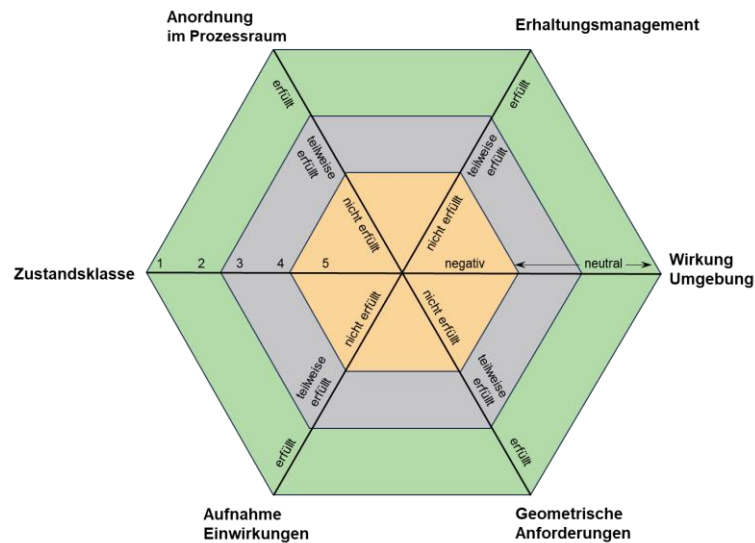 Anordnung
im Prozessraum
Erhaltungsmanagement
erfüllt
erfüllt
teilweise
erfüllt
teilweise
erfüllt
nicht erfüllt
nicht erfüllt
Zustandsklasse
1 2 3 4 5
negativ
neutral
Wirkung
Umgebung
nicht erfüllt
nicht erfüllt
teilweise
erfüllt
teilweise
erfüllt
erfüllt
erfüllt
Aufnahme
Einwirkungen
Geometrische
Anforderungen